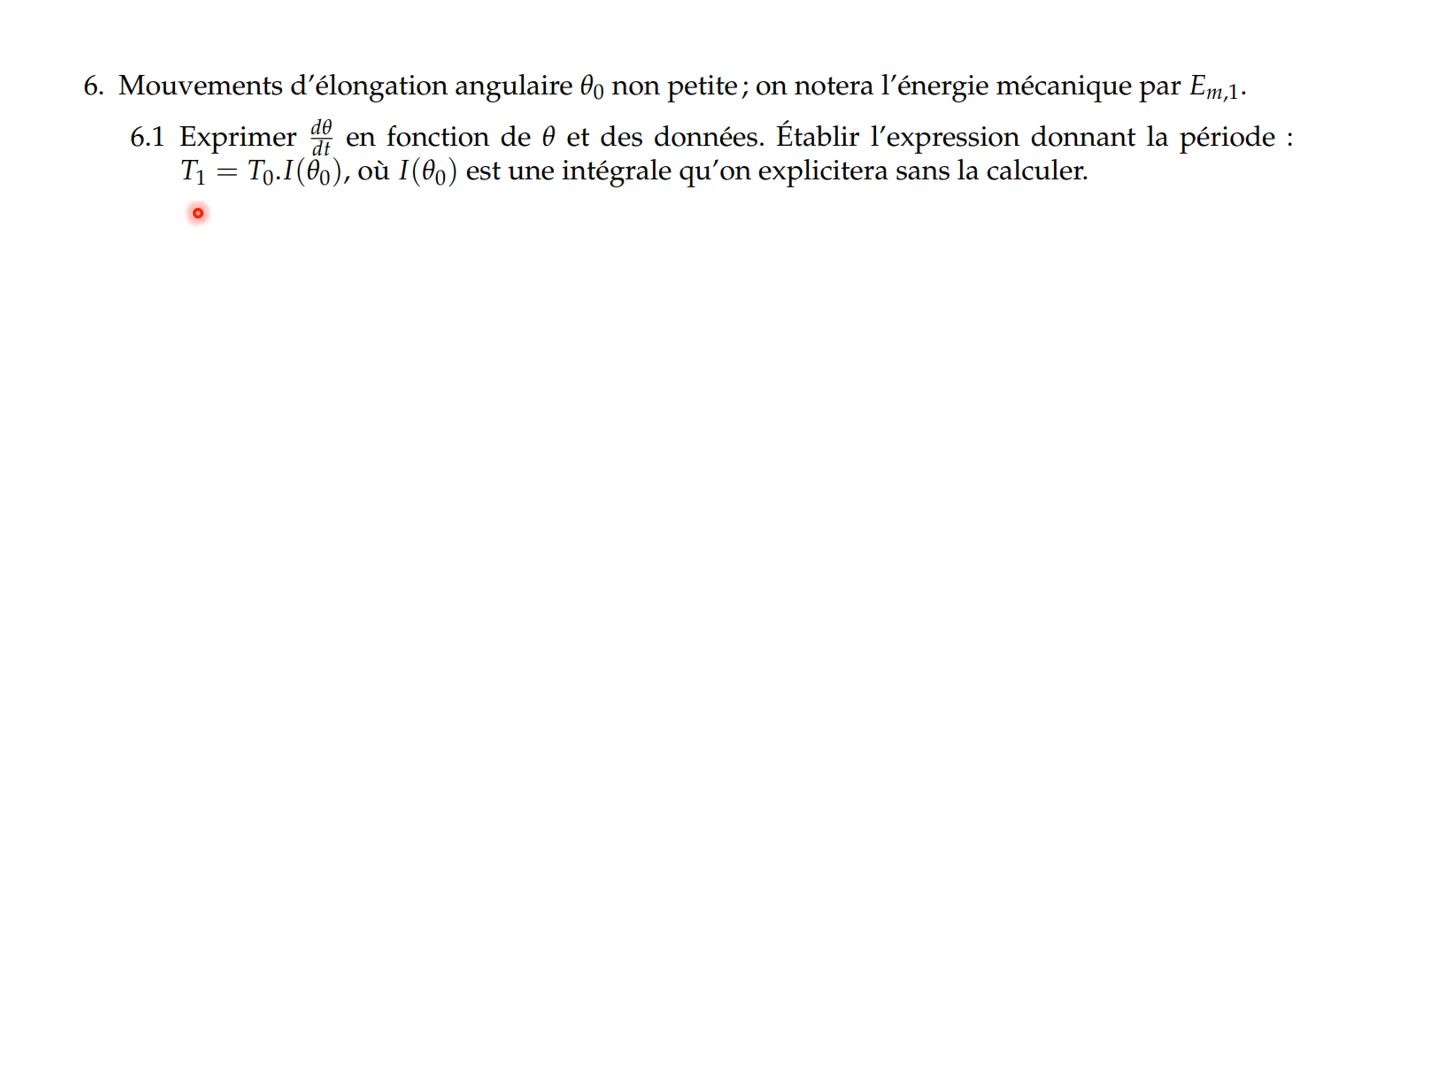 6. Mouvements d'élongation angulaire θ₀ non petite ; on notera l'énergie mécanique par E_{m,1}.
6.1 Exprimer dθ/dt en fonction de θ et des données. Établir l'expression donnant la période :
T₁ = T₀.I(θ₀), où I(θ₀) est une intégrale qu'on explicitera sans la calculer.